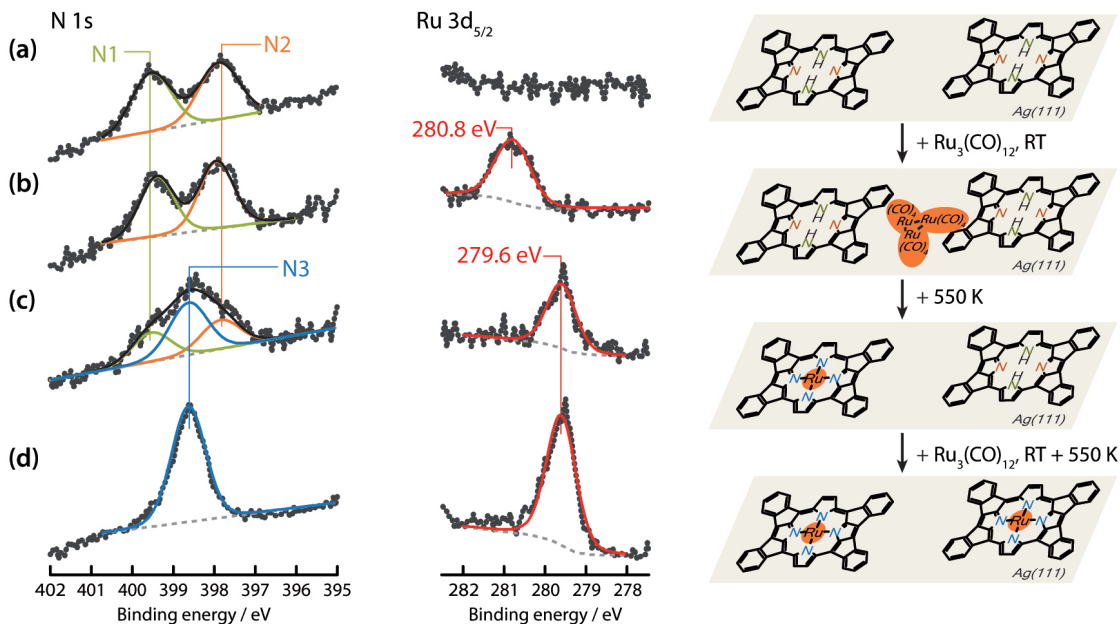 N 1s
Ru 3d5/2
(a)
N1
N2
N
H
H
N
N
N
N
H
H
N
N
N
Ag(111)
+ Ru3(CO)12, RT
280.8 eV
(b)
N
H
H
N
N
N
(CO)4
Ru
Ru(CO)4
Ru
(CO)4
N
H
H
N
N
N
Ag(111)
+ 550 K
N3
279.6 eV
(c)
N
N
Ru
N
N
N
H
H
N
N
N
Ag(111)
+ Ru3(CO)12, RT + 550 K
(d)
N
N
Ru
N
N
N
N
Ru
N
N
Ag(111)
402 401 400 399 398 397 396 395
282 281 280 279 278
Binding energy / eV
Binding energy / eV